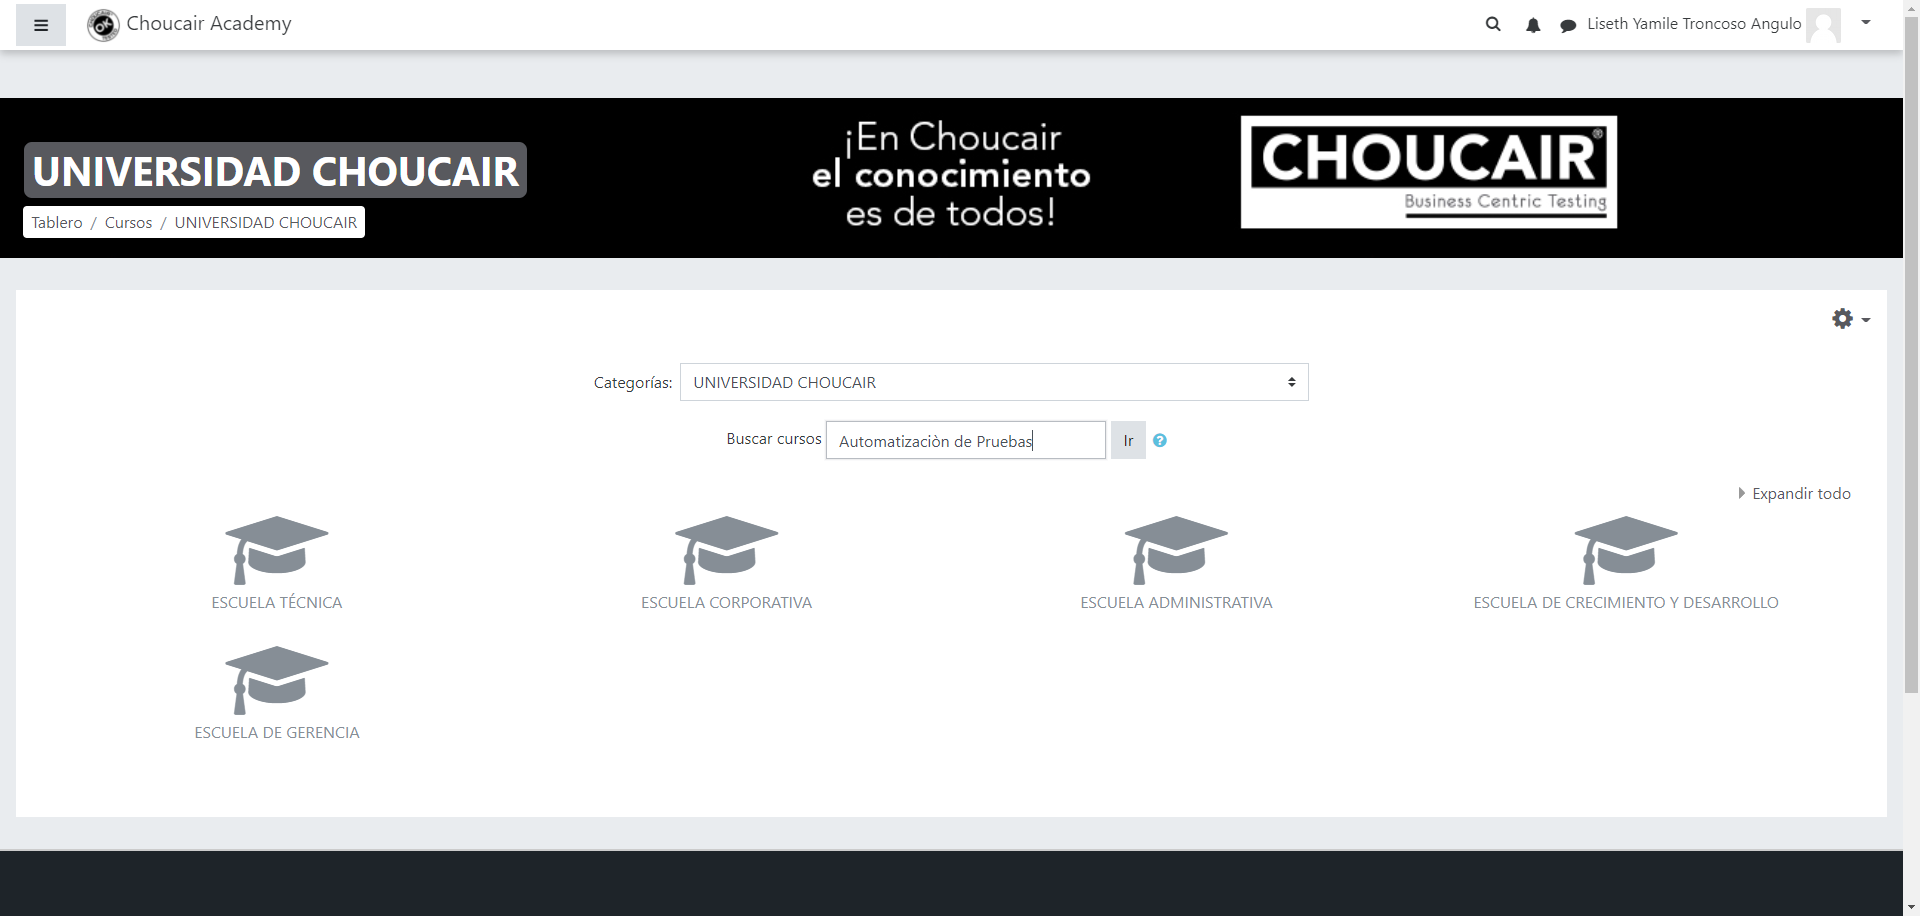 Choucair Academy
Liseth Yamile Troncoso Angulo
UNIVERSIDAD CHOUCAIR
Tablero / Cursos / UNIVERSIDAD CHOUCAIR
¡En Choucair
el conocimiento
es de todos!
CHOUCAIR®
Business Centric Testing
Categorías: UNIVERSIDAD CHOUCAIR
Buscar cursos Automatizaciòn de Pruebas Ir
Expandir todo
ESCUELA TÉCNICA
ESCUELA CORPORATIVA
ESCUELA ADMINISTRATIVA
ESCUELA DE CRECIMIENTO Y DESARROLLO
ESCUELA DE GERENCIA